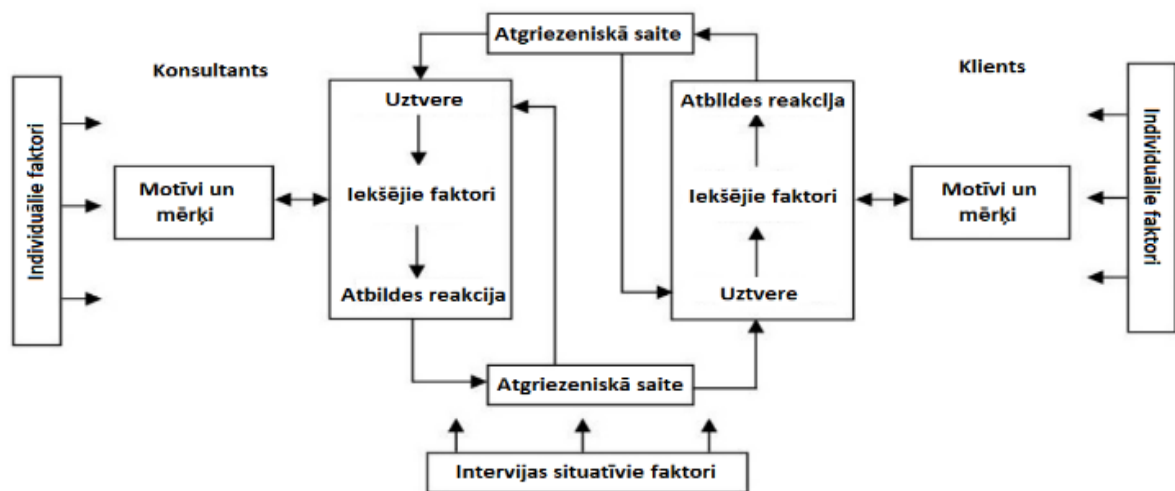 Atgriezeniskā saite
Konsultants
Klients
Individuālie faktori
Motīvi un
mērķi
Uztvere
Iekšējie faktori
Atbildes reakcija
Atbildes reakcija
Iekšējie faktori
Uztvere
Motīvi un
mērķi
Individuālie faktori
Atgriezeniskā saite
Intervijas situatīvie faktori